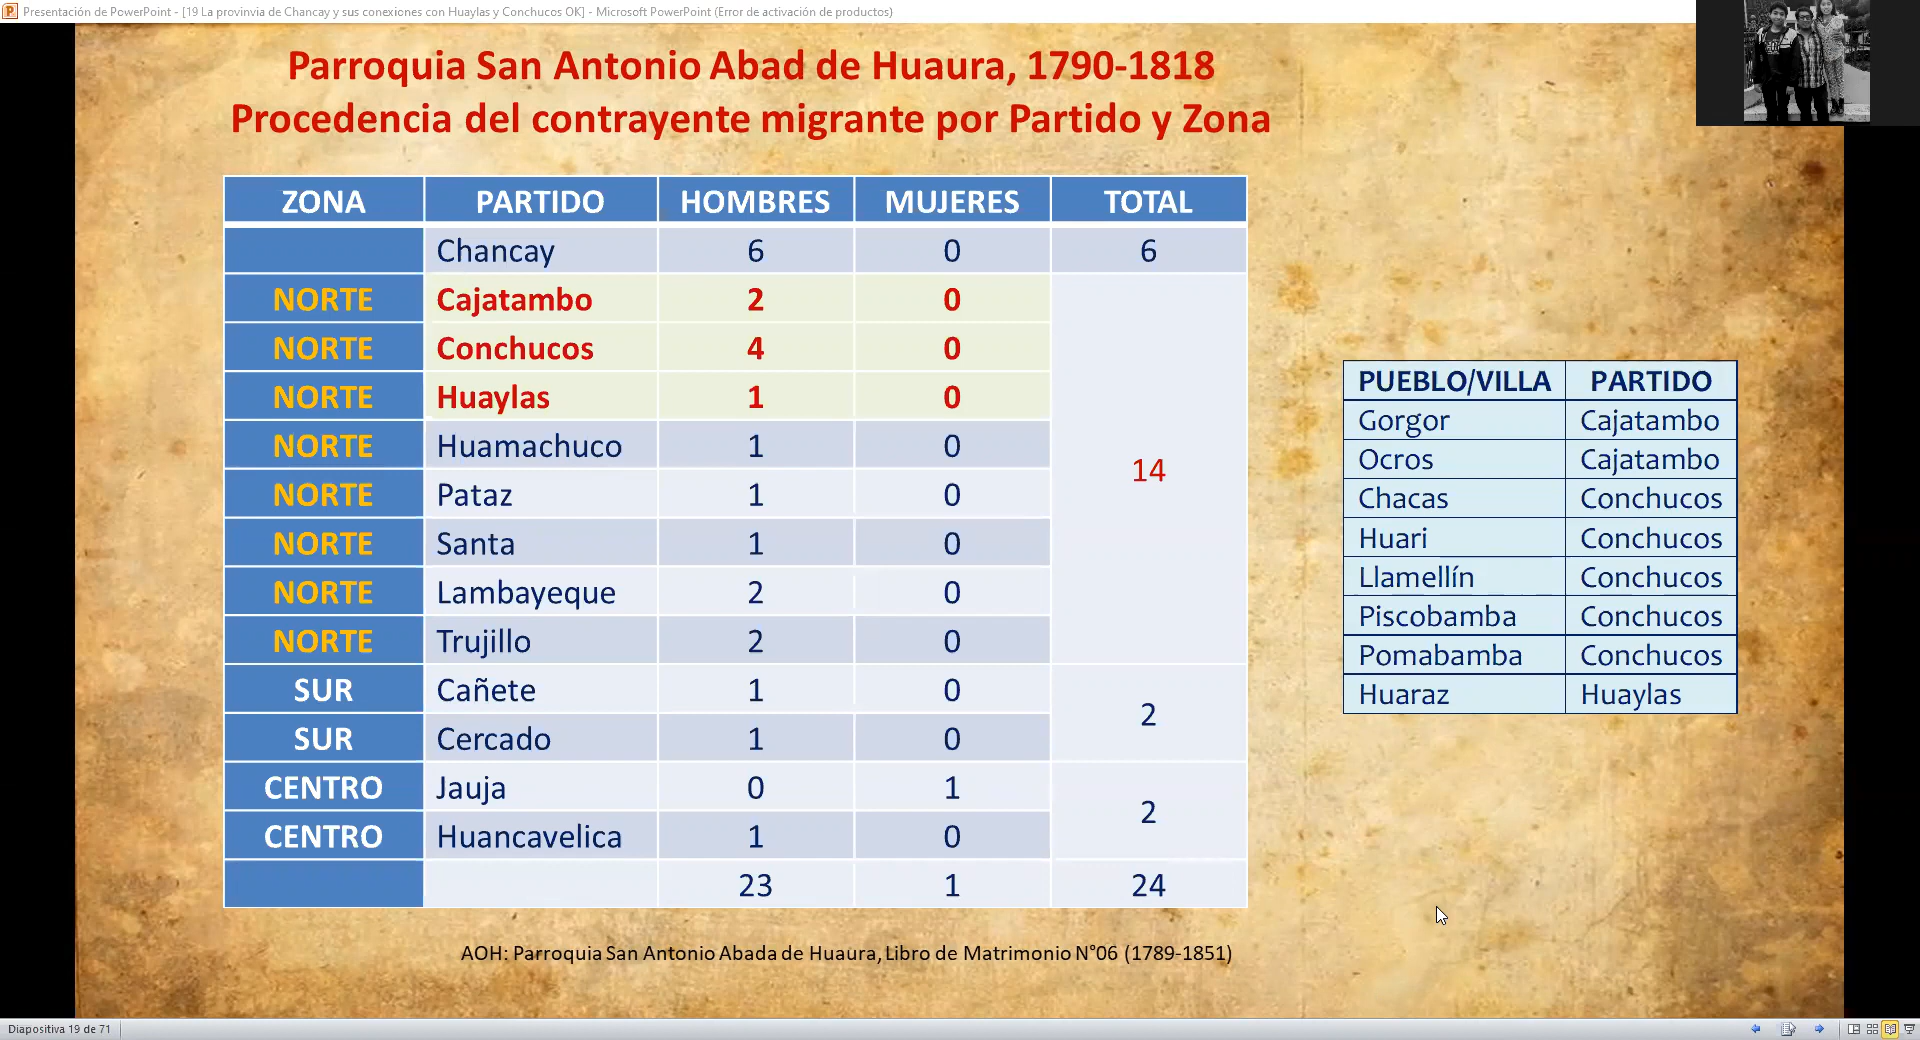 Presentación de PowerPoint - [19 La provinvia de Chancay y sus conexiones con Huaylas y Conchucos OK] - Microsoft PowerPoint (Error de activación de productos)
Parroquia San Antonio Abad de Huaura, 1790-1818
Procedencia del contrayente migrante por Partido y Zona
ZONA PARTIDO HOMBRES MUJERES TOTAL
Chancay 6 0 6
NORTE Cajatambo 2 0
NORTE Conchucos 4 0
NORTE Huaylas 1 0
NORTE Huamachuco 1 0
14
NORTE Pataz 1 0
NORTE Santa 1 0
NORTE Lambayeque 2 0
NORTE Trujillo 2 0
SUR Cañete 1 0
2
SUR Cercado 1 0
CENTRO Jauja 0 1
2
CENTRO Huancavelica 1 0
23 1 24
PUEBLO/VILLA PARTIDO
Gorgor Cajatambo
Ocros Cajatambo
Chacas Conchucos
Huari Conchucos
Llamellín Conchucos
Piscobamba Conchucos
Pomabamba Conchucos
Huaraz Huaylas
AOH: Parroquia San Antonio Abada de Huaura, Libro de Matrimonio N°06 (1789-1851)
Diapositiva 19 de 71